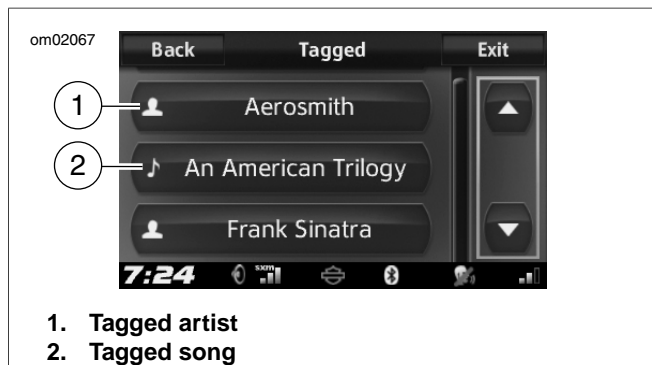 om02067
Back Tagged Exit
1 Aerosmith
2 An American Trilogy
Frank Sinatra
7:24 sxm
1. Tagged artist
2. Tagged song